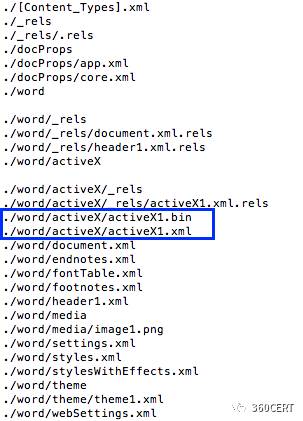 ./[Content_Types].xml
./_rels
./_rels/.rels
./docProps
./docProps/app.xml
./docProps/core.xml
./word
./word/_rels
./word/_rels/document.xml.rels
./word/_rels/header1.xml.rels
./word/activeX
./word/activeX/_rels
./word/activeX/_rels/activeX1.xml.rels
./word/activeX/activeX1.bin
./word/activeX/activeX1.xml
./word/document.xml
./word/endnotes.xml
./word/fontTable.xml
./word/footnotes.xml
./word/header1.xml
./word/media
./word/media/image1.png
./word/settings.xml
./word/styles.xml
./word/stylesWithEffects.xml
./word/theme
./word/theme/theme1.xml
./word/webSettings.xml
360CERT